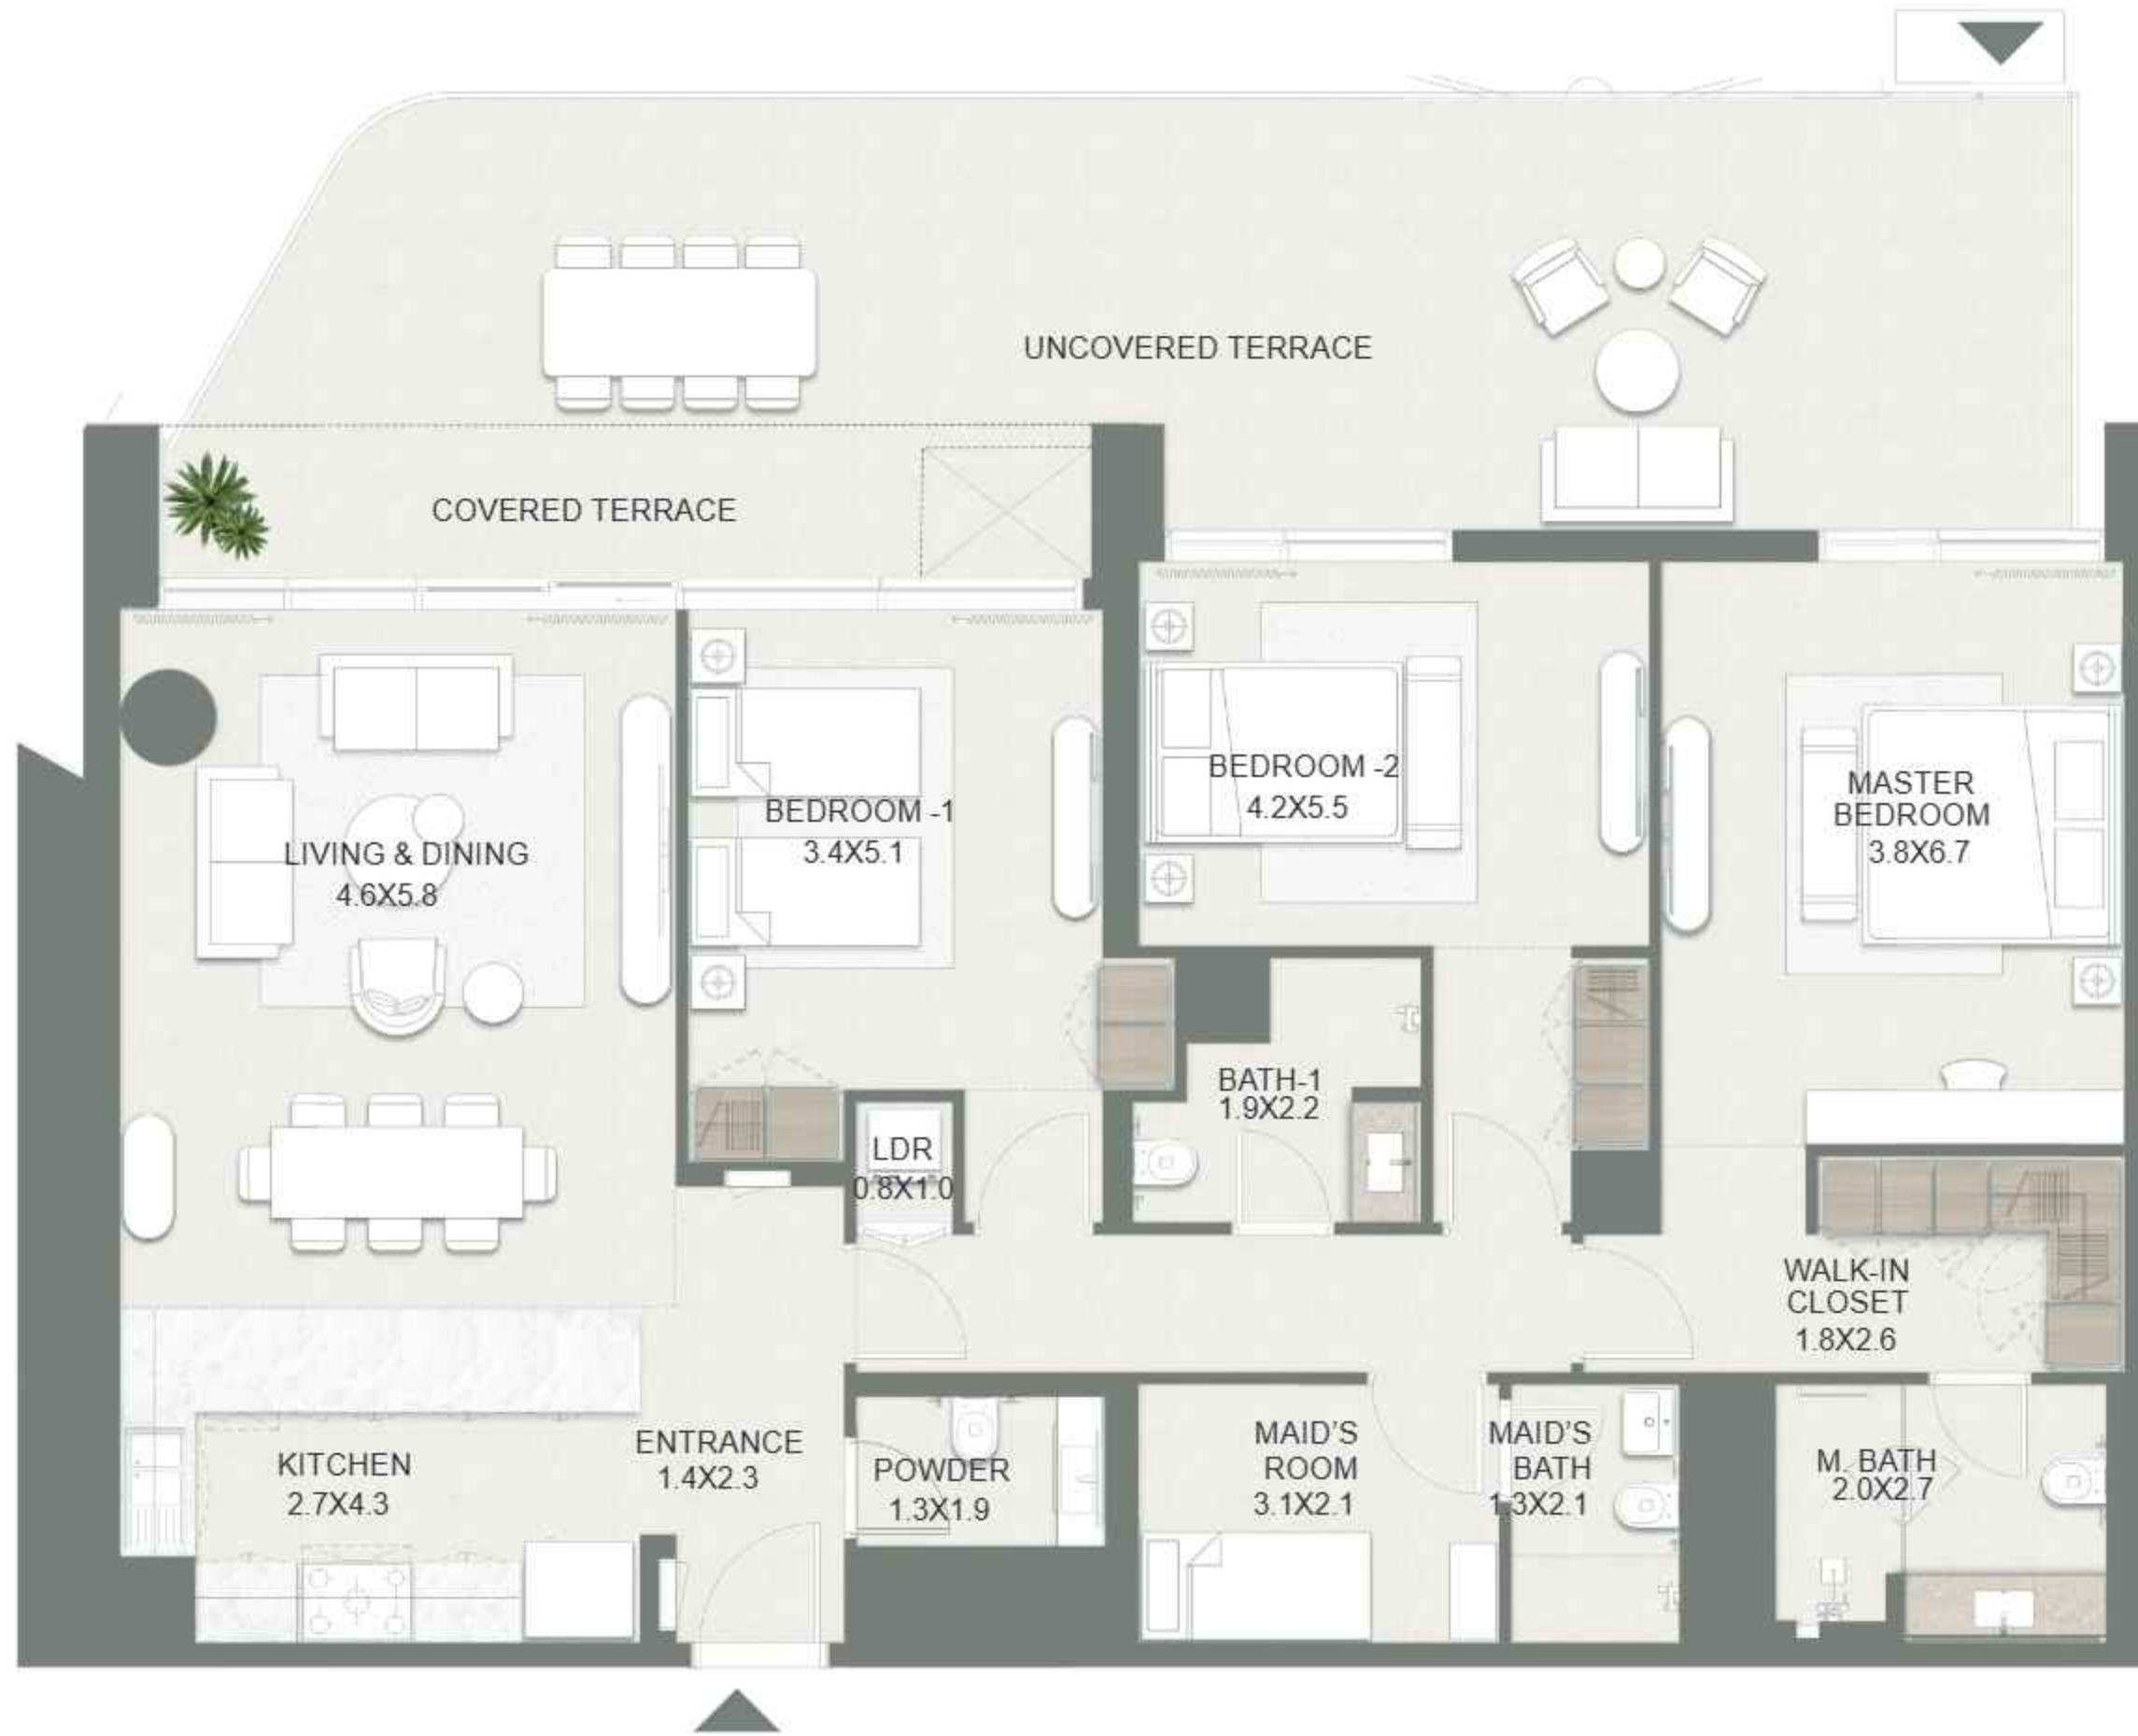 UNCOVERED TERRACE
COVERED TERRACE
LIVING & DINING
4.6X5.8
BEDROOM -1
3.4X5.1
BEDROOM -2
4.2X5.5
MASTER
BEDROOM
3.8X6.7
LDR
0.8X1.0
BATH-1
1.9X2.2
WALK-IN
CLOSET
1.8X2.6
KITCHEN
2.7X4.3
ENTRANCE
1.4X2.3
POWDER
1.3X1.9
MAID'S
ROOM
3.1X2.1
MAID'S
BATH
1.3X2.1
M. BATH
2.0X2.7